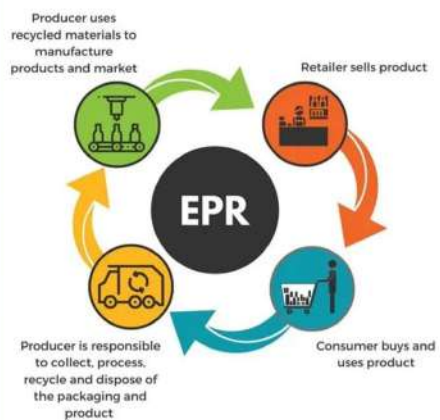 Producer uses
recycled materials to
manufacture
products and market
Retailer sells product
EPR
Consumer buys and
uses product
Producer is responsible
to collect, process,
recycle and dispose of
the packaging and
product